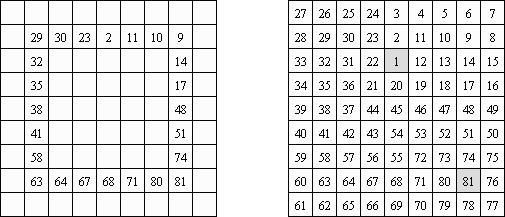 29 30 23 2 11 10 9
32 14
35 17
38 48
41 51
58 74
63 64 67 68 71 80 81
27 26 25 24 3 4 5 6 7
28 29 30 23 2 11 10 9 8
33 32 31 22 1 12 13 14 15
34 35 36 21 20 19 18 17 16
39 38 37 44 45 46 47 48 49
40 41 42 43 54 53 52 51 50
59 58 57 56 55 72 73 74 75
60 63 64 67 68 71 80 81 76
61 62 65 66 69 70 79 78 77